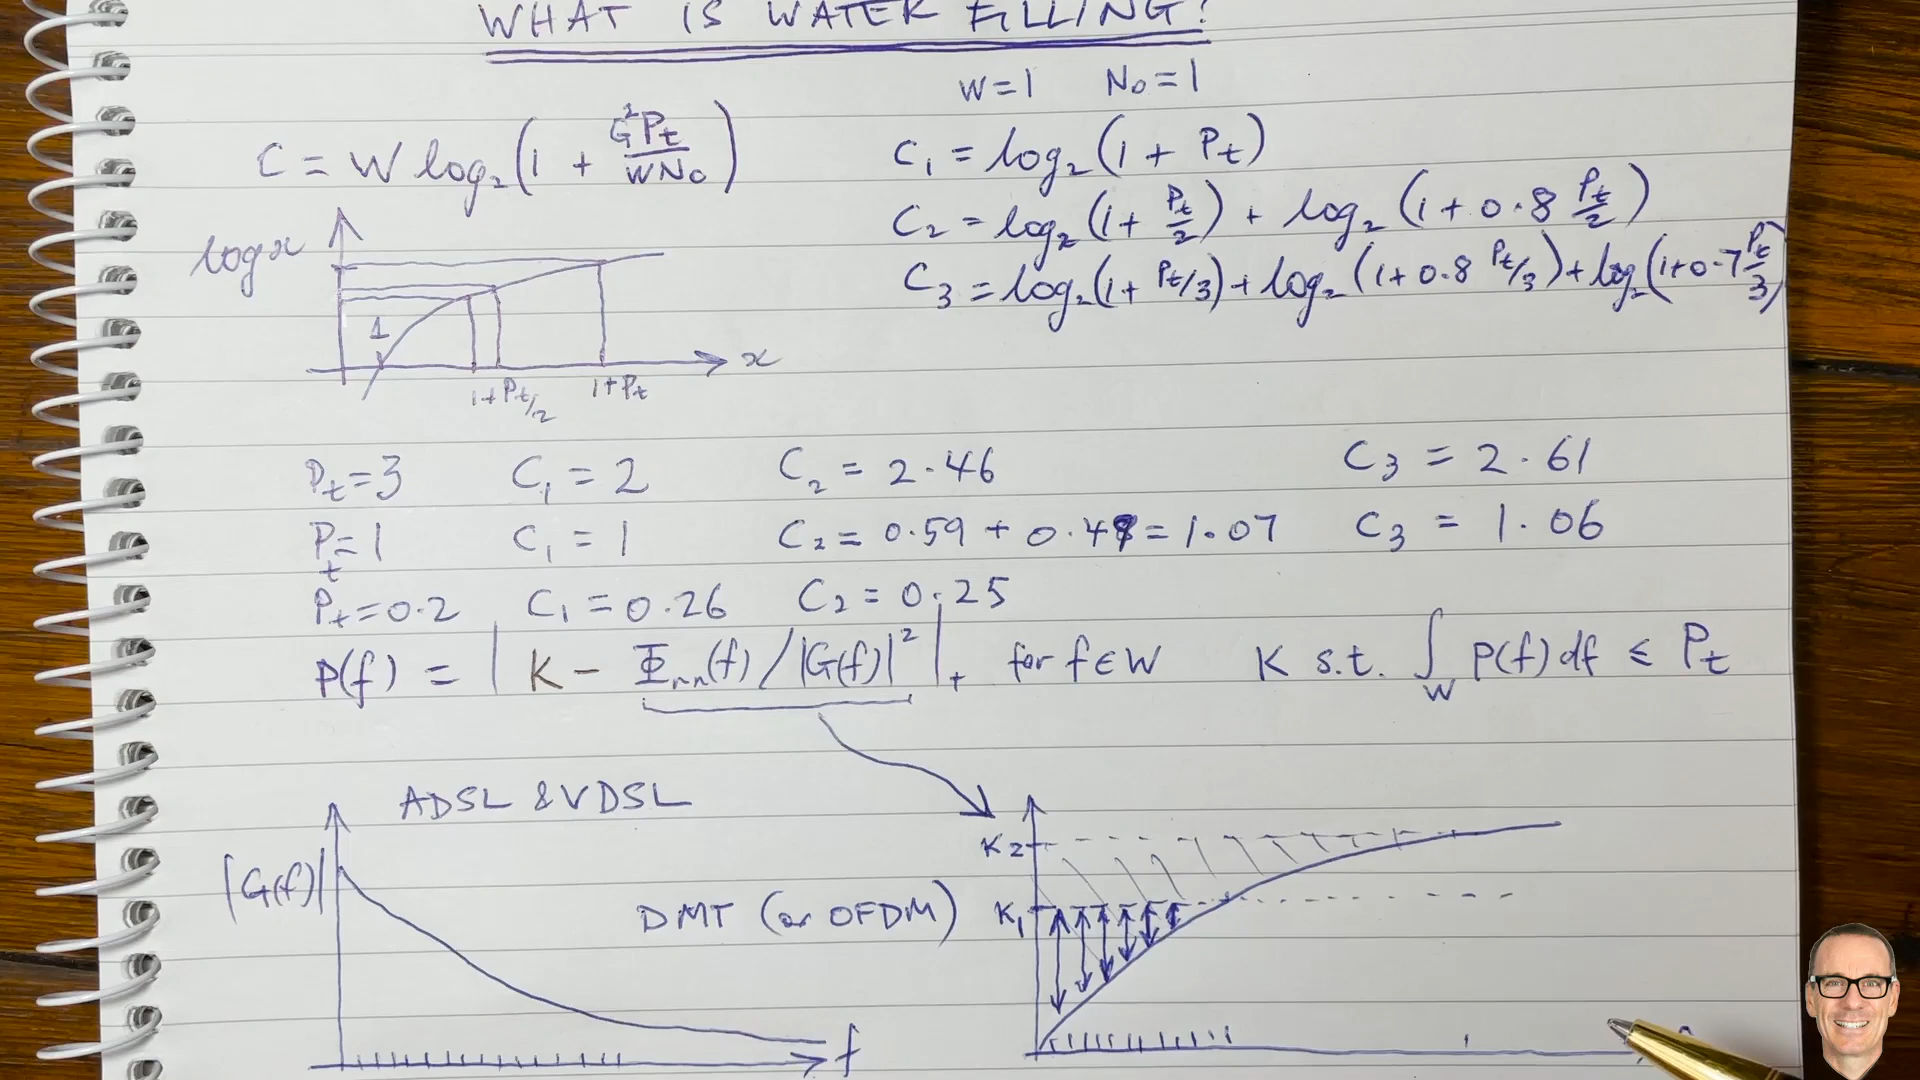 WHAT IS WATER FILLING?
W=1 N₀=1
C = W log₂(1 + G²Pt/WN₀)
C₁ = log₂(1 + Pt)
C₂ = log₂(1 + Pt/2) + log₂(1 + 0.8 Pt/2)
C₃ = log₂(1 + Pt/3) + log₂(1 + 0.8 Pt/3) + log₂(1+0.7 Pt/3)
log x
1
x
1+Pt/2
1+Pt
Pt=3 C₁ = 2 C₂ = 2.46 C₃ = 2.61
Pt=1 C₁ = 1 C₂ = 0.59 + 0.48 = 1.07 C₃ = 1.06
Pt=0.2 C₁ = 0.26 C₂ = 0.25
P(f) = | K − Φnn(f) / |G(f)|² |₊ for f∈W K s.t. ∫W P(f) df ≤ Pt
ADSL & VDSL
|G(f)|
f
DMT (or OFDM)
K₂
K₁